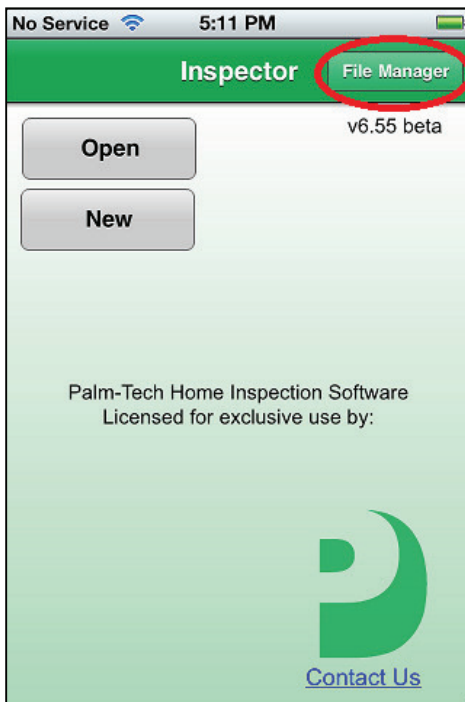 No Service 5:11 PM
Inspector File Manager
v6.55 beta
Open
New
Palm-Tech Home Inspection Software
Licensed for exclusive use by:
Contact Us